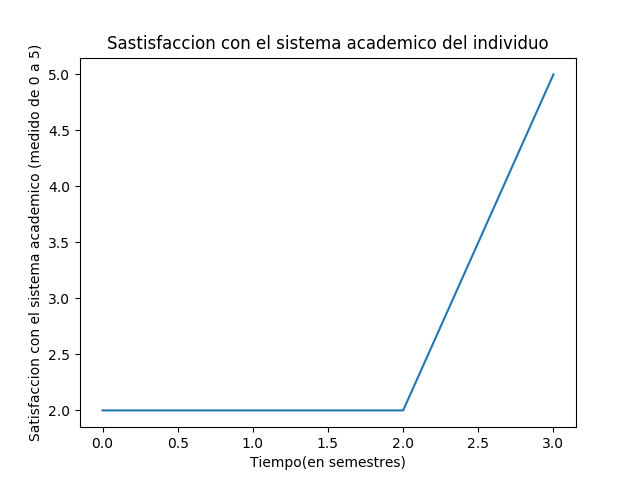 Sastisfaccion con el sistema academico del individuo
Satisfaccion con el sistema academico (medido de 0 a 5)
5.0
4.5
4.0
3.5
3.0
2.5
2.0
0.0 0.5 1.0 1.5 2.0 2.5 3.0
Tiempo(en semestres)